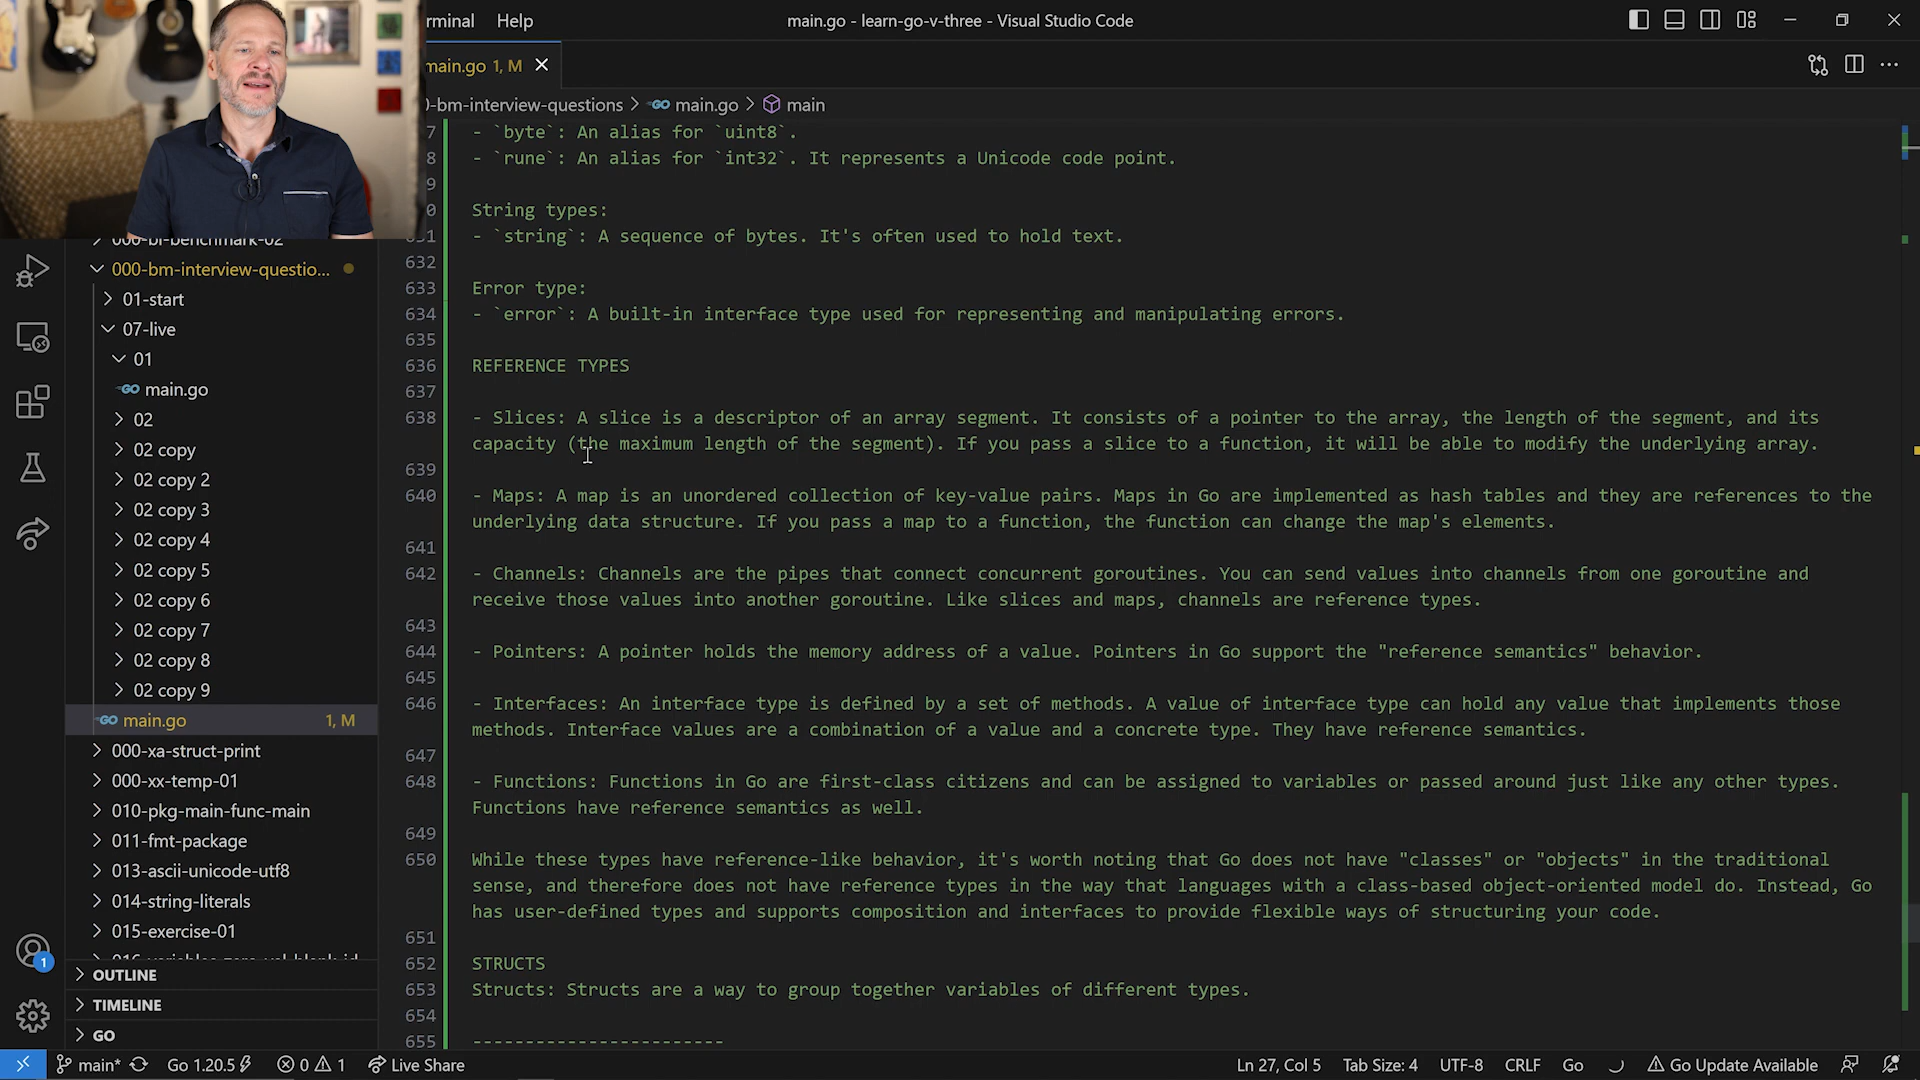 rminal Help main.go - learn-go-v-three - Visual Studio Code
main.go 1, M
-bm-interview-questions main.go main
7 - `byte`: An alias for `uint8`.
8 - `rune`: An alias for `int32`. It represents a Unicode code point.
9
0 String types:
31 - `string`: A sequence of bytes. It's often used to hold text.
632
633 Error type:
634 - `error`: A built-in interface type used for representing and manipulating errors.
635
636 REFERENCE TYPES
637
638 - Slices: A slice is a descriptor of an array segment. It consists of a pointer to the array, the length of the segment, and its
capacity (the maximum length of the segment). If you pass a slice to a function, it will be able to modify the underlying array.
639
640 - Maps: A map is an unordered collection of key-value pairs. Maps in Go are implemented as hash tables and they are references to the
underlying data structure. If you pass a map to a function, the function can change the map's elements.
641
642 - Channels: Channels are the pipes that connect concurrent goroutines. You can send values into channels from one goroutine and
receive those values into another goroutine. Like slices and maps, channels are reference types.
643
644 - Pointers: A pointer holds the memory address of a value. Pointers in Go support the "reference semantics" behavior.
645
646 - Interfaces: An interface type is defined by a set of methods. A value of interface type can hold any value that implements those
methods. Interface values are a combination of a value and a concrete type. They have reference semantics.
647
648 - Functions: Functions in Go are first-class citizens and can be assigned to variables or passed around just like any other types.
Functions have reference semantics as well.
649
650 While these types have reference-like behavior, it's worth noting that Go does not have "classes" or "objects" in the traditional
sense, and therefore does not have reference types in the way that languages with a class-based object-oriented model do. Instead, Go
has user-defined types and supports composition and interfaces to provide flexible ways of structuring your code.
651
652 STRUCTS
653 Structs: Structs are a way to group together variables of different types.
654
655 ------------------------
000-bl-benchmark-02
000-bm-interview-questio...
01-start
07-live
01
main.go
02
02 copy
02 copy 2
02 copy 3
02 copy 4
02 copy 5
02 copy 6
02 copy 7
02 copy 8
02 copy 9
main.go 1, M
000-xa-struct-print
000-xx-temp-01
010-pkg-main-func-main
011-fmt-package
013-ascii-unicode-utf8
014-string-literals
015-exercise-01
OUTLINE
TIMELINE
GO
1
main* Go 1.20.5 0 1 Live Share Ln 27, Col 5 Tab Size: 4 UTF-8 CRLF Go Go Update Available